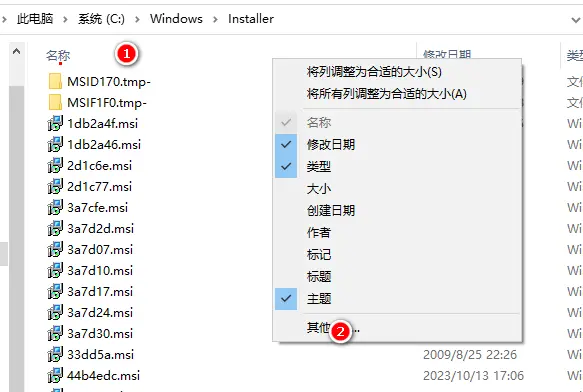 此电脑 > 系统 (C:) > Windows > Installer
名称
1
修改日期
MSID170.tmp-
MSIF1F0.tmp-
1db2a4f.msi
1db2a46.msi
2d1c6e.msi
2d1c77.msi
3a7cfe.msi
3a7d2d.msi
3a7d07.msi
3a7d10.msi
3a7d17.msi
3a7d24.msi
3a7d30.msi
33dd5a.msi
44b4edc.msi
将列调整为合适的大小(S)
将所有列调整为合适的大小(A)
名称
修改日期
类型
大小
创建日期
作者
标记
标题
主题
其他
2
...
2009/8/25 22:26
2023/10/13 17:06
类
文
文
Wi
Wi
Wi
Wi
Wi
Wi
Wi
Wi
Wi
Wi
Wi
Wi
Wi